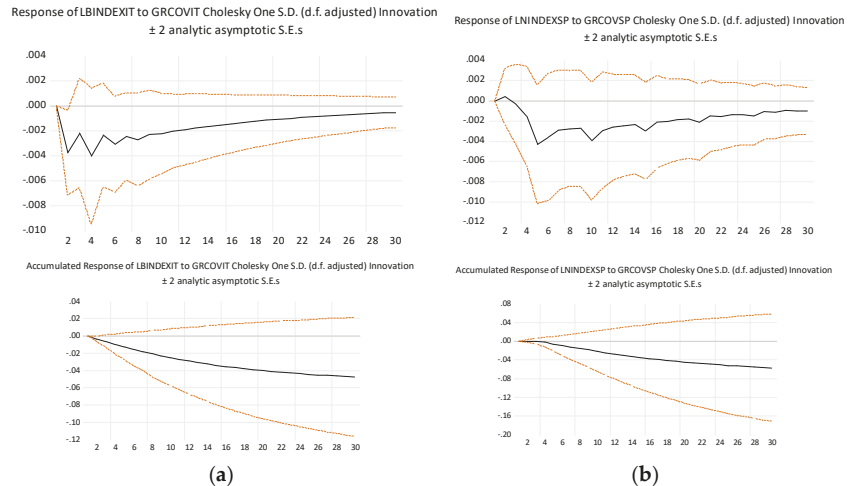 Response of LBINDEXIT to GRCOVIT Cholesky One S.D. (d.f. adjusted) Innovation
± 2 analytic asymptotic S.E.s
.004
.002
.000
-.002
-.004
-.006
-.008
-.010
2 4 6 8 10 12 14 16 18 20 22 24 26 28 30
Accumulated Response of LBINDEXIT to GRCOVIT Cholesky One S.D. (d.f. adjusted) Innovation
± 2 analytic asymptotic S.E.s
.04
.02
.00
-.02
-.04
-.06
-.08
-.10
-.12
2 4 6 8 10 12 14 16 18 20 22 24 26 28 30
(a)
Response of LNINDEXSP to GRCOVSP Cholesky One S.D. (d.f. adjusted) Innovation
± 2 analytic asymptotic S.E.s
.004
.002
.000
-.002
-.004
-.006
-.008
-.010
-.012
2 4 6 8 10 12 14 16 18 20 22 24 26 28 30
Accumulated Response of LNINDEXSP to GRCOVSP Cholesky One S.D. (d.f. adjusted) Innovation
± 2 analytic asymptotic S.E.s
.08
.04
.00
-.04
-.08
-.12
-.16
-.20
2 4 6 8 10 12 14 16 18 20 22 24 26 28 30
(b)